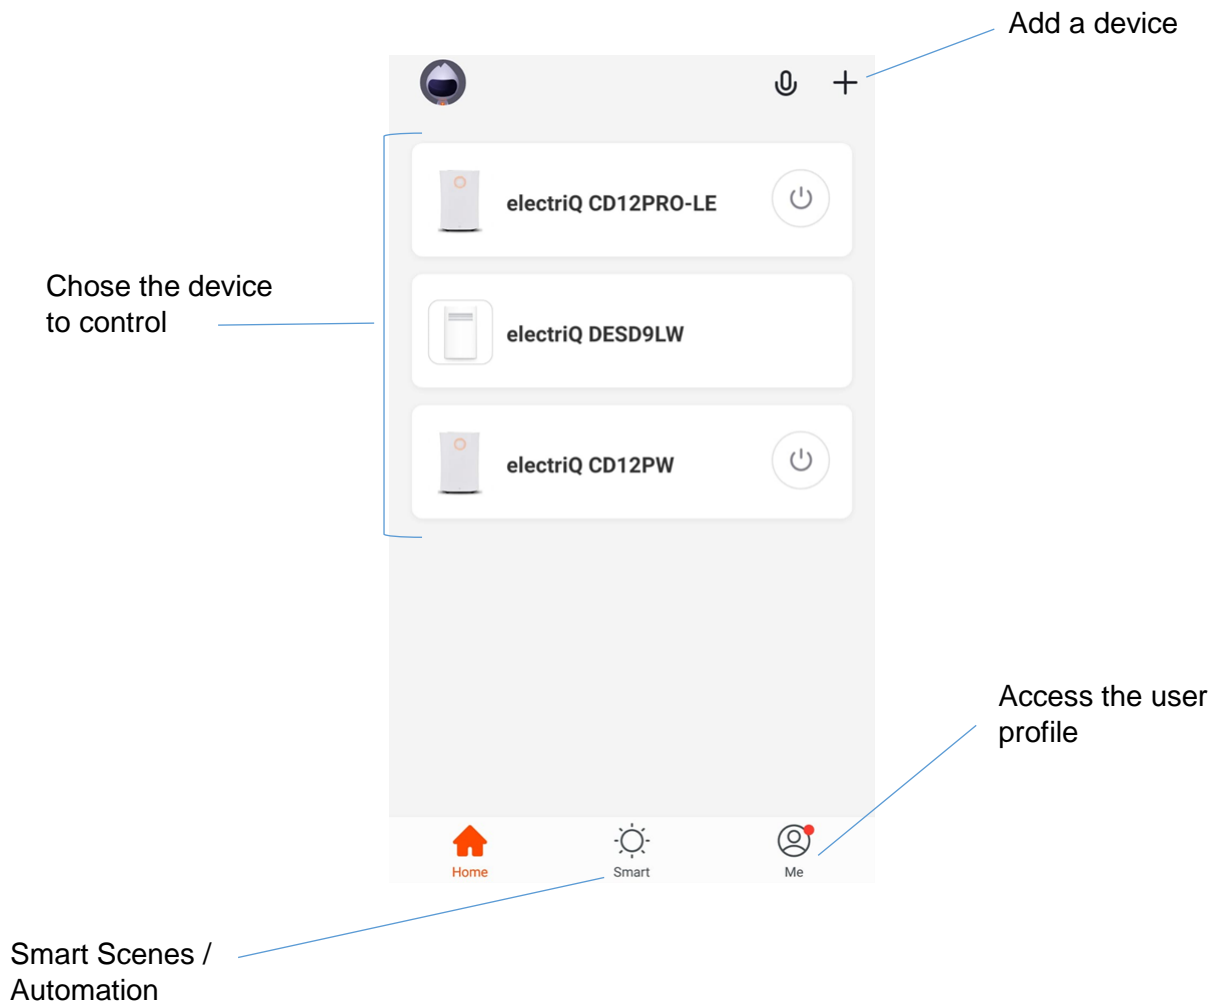 Add a device
electriQ CD12PRO-LE
Chose the device
to control
electriQ DESD9LW
electriQ CD12PW
Access the user
profile
Home
Smart
Me
Smart Scenes /
Automation